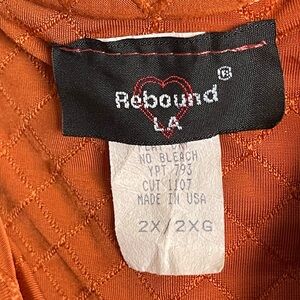 Rebound ®
LA
NO BLEACH
YPT 793
CUT 1107
MADE IN USA
2X/2XG